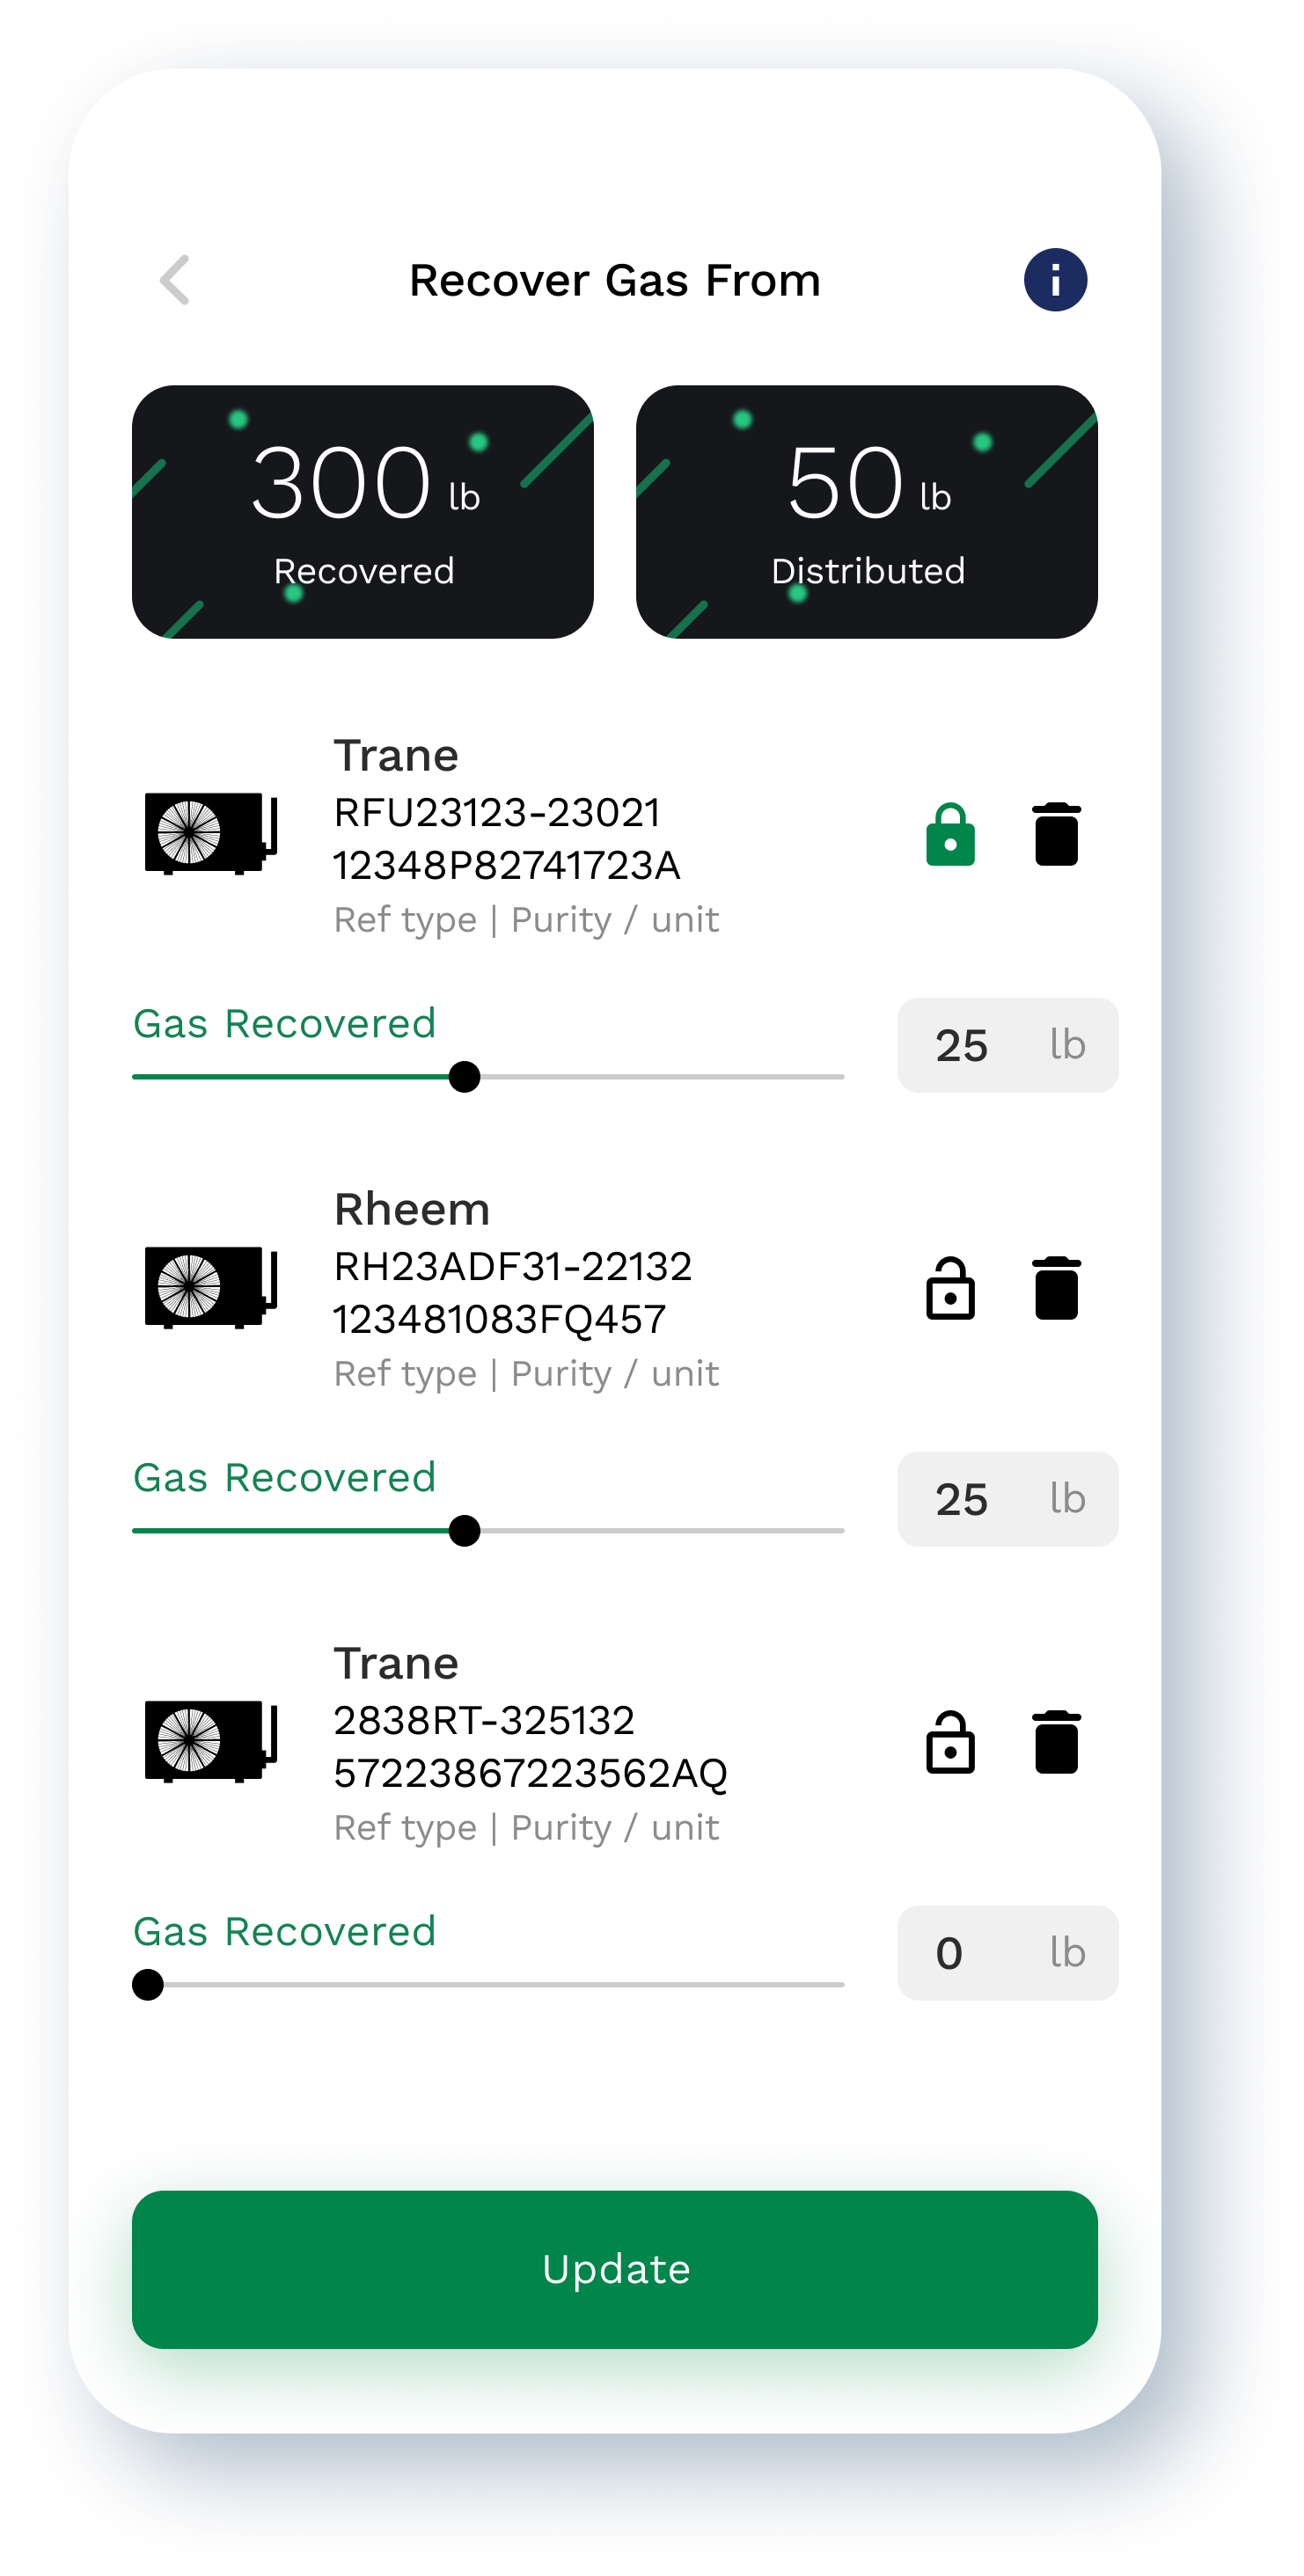 Recover Gas From
i
300 lb
Recovered
50 lb
Distributed
Trane
RFU23123-23021
12348P82741723A
Ref type | Purity / unit
Gas Recovered
25 lb
Rheem
RH23ADF31-22132
123481083FQ457
Ref type | Purity / unit
Gas Recovered
25 lb
Trane
2838RT-325132
57223867223562AQ
Ref type | Purity / unit
Gas Recovered
0 lb
Update